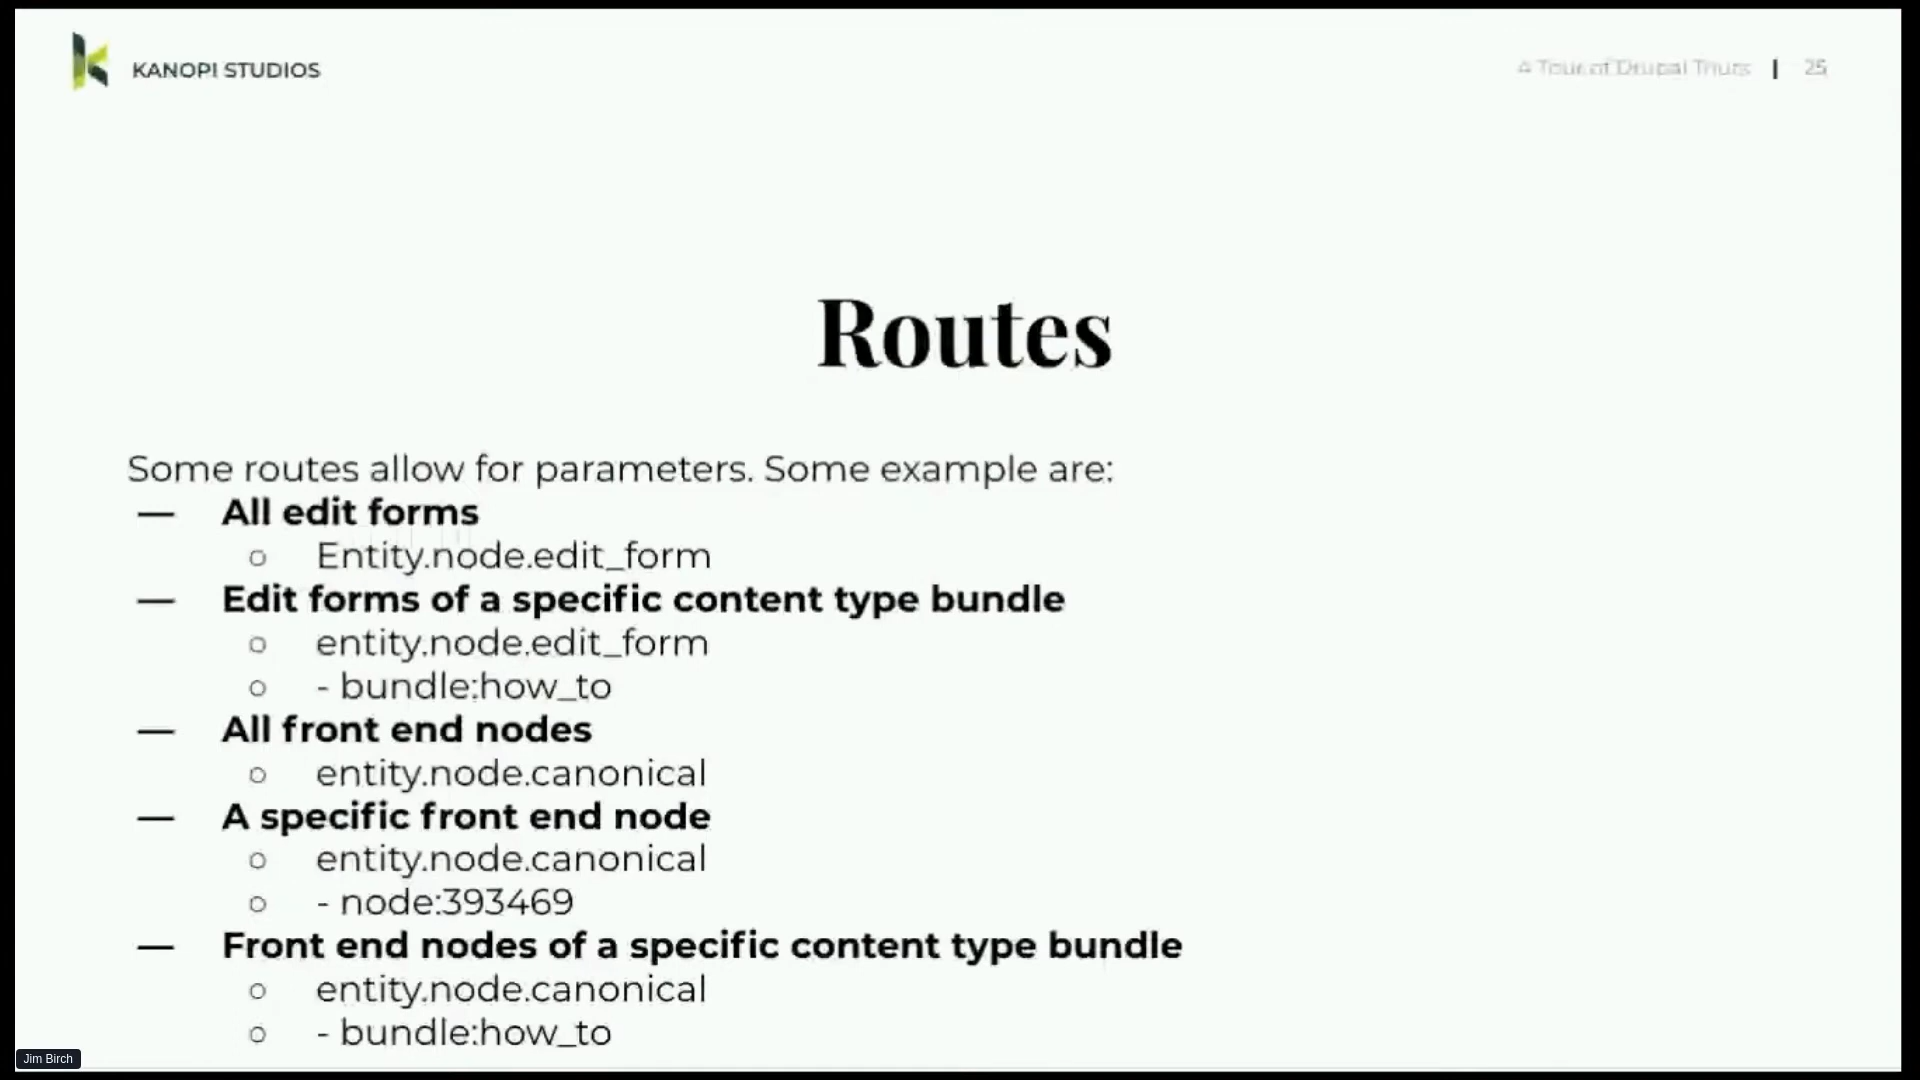 KANOPI STUDIOS
A Tour of Drupal Tours | 25
Routes
Some routes allow for parameters. Some example are:
— All edit forms
○ Entity.node.edit_form
— Edit forms of a specific content type bundle
○ entity.node.edit_form
○ - bundle:how_to
— All front end nodes
○ entity.node.canonical
— A specific front end node
○ entity.node.canonical
○ - node:393469
— Front end nodes of a specific content type bundle
○ entity.node.canonical
○ - bundle:how_to
Jim Birch